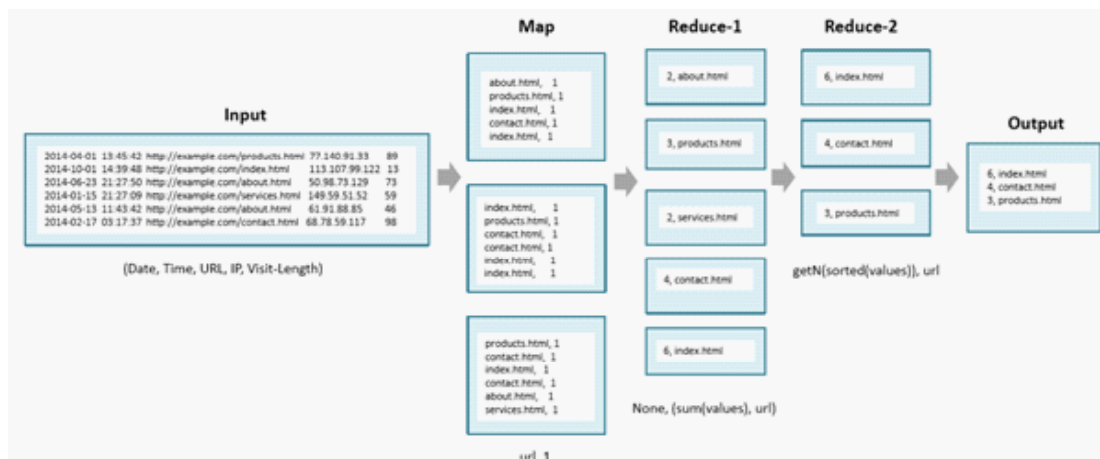 Map
Reduce-1
Reduce-2
Input
Output
2014-04-01 13:45:42 http://example.com/products.html 77.140.91.33 89
2014-10-01 14:39:48 http://example.com/index.html 113.107.99.122 13
2014-06-23 21:27:50 http://example.com/about.html 50.98.73.129 73
2014-01-15 21:27:09 http://example.com/services.html 149.59.51.52 59
2014-05-13 11:43:42 http://example.com/about.html 61.91.88.85 46
2014-02-17 03:17:37 http://example.com/contact.html 68.78.59.117 98
(Date, Time, URL, IP, Visit-Length)
about.html, 1
products.html, 1
index.html, 1
contact.html, 1
index.html, 1
index.html, 1
products.html, 1
contact.html, 1
contact.html, 1
index.html, 1
index.html, 1
products.html, 1
contact.html, 1
index.html, 1
contact.html, 1
about.html, 1
services.html, 1
url, 1
2, about.html
3, products.html
2, services.html
4, contact.html
6, index.html
None, (sum(values), url)
6, index.html
4, contact.html
3, products.html
getN(sorted(values)), url
6, index.html
4, contact.html
3, products.html